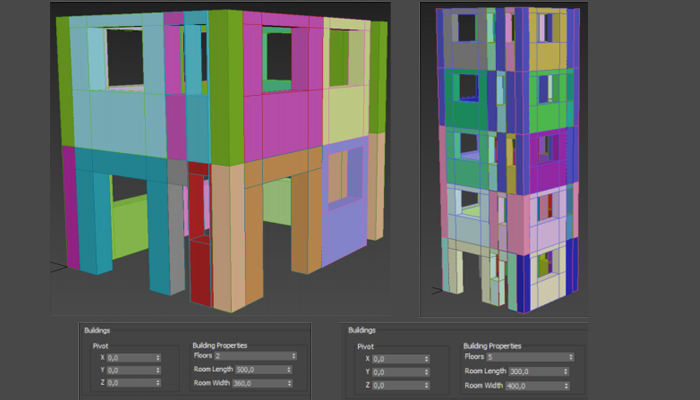 Buildings
Pivot
X 0,0
Y 0,0
Z 0,0
Building Properties
Floors 2
Room Length 500,0
Room Width 360,0
Buildings
Pivot
X 0,0
Y 0,0
Z 0,0
Building Properties
Floors 5
Room Length 300,0
Room Width 400,0